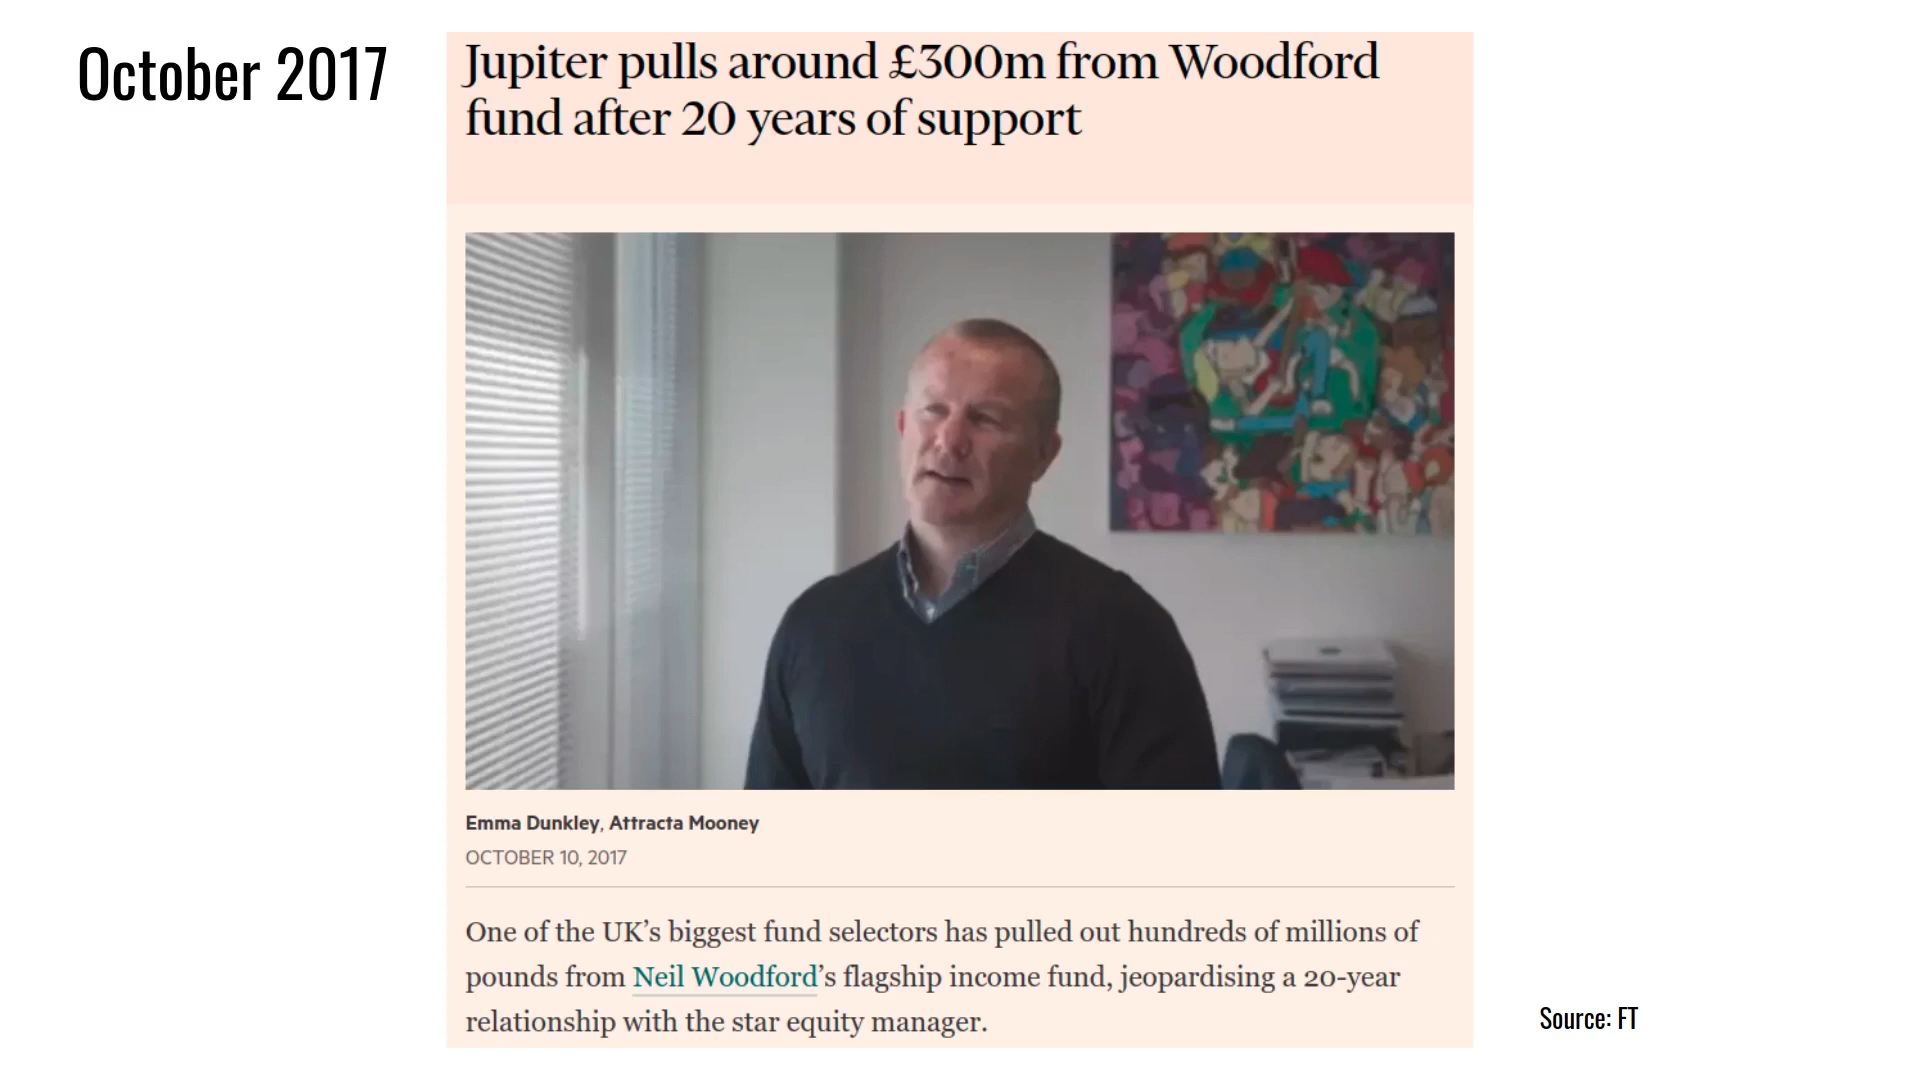 October 2017
Jupiter pulls around £300m from Woodford
fund after 20 years of support
Emma Dunkley, Attracta Mooney
OCTOBER 10, 2017
One of the UK’s biggest fund selectors has pulled out hundreds of millions of
pounds from Neil Woodford’s flagship income fund, jeopardising a 20-year
relationship with the star equity manager.
Source: FT